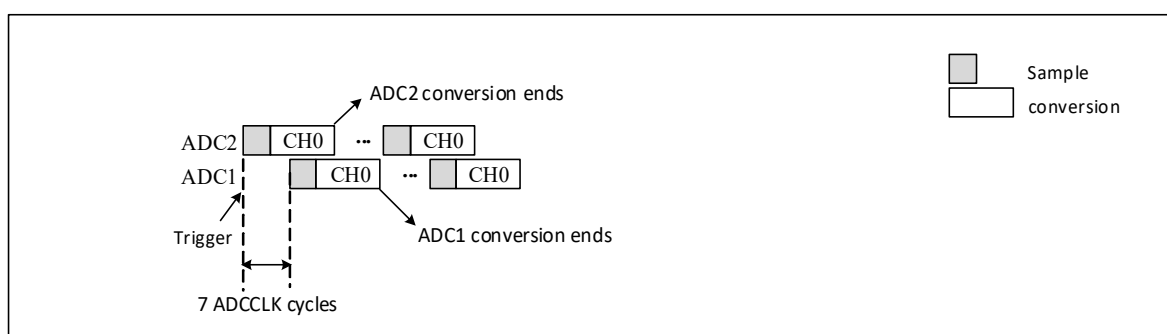 Sample
ADC2 conversion ends
conversion
ADC2 CH0 ... CH0
ADC1 CH0 ... CH0
Trigger
ADC1 conversion ends
7 ADCCLK cycles